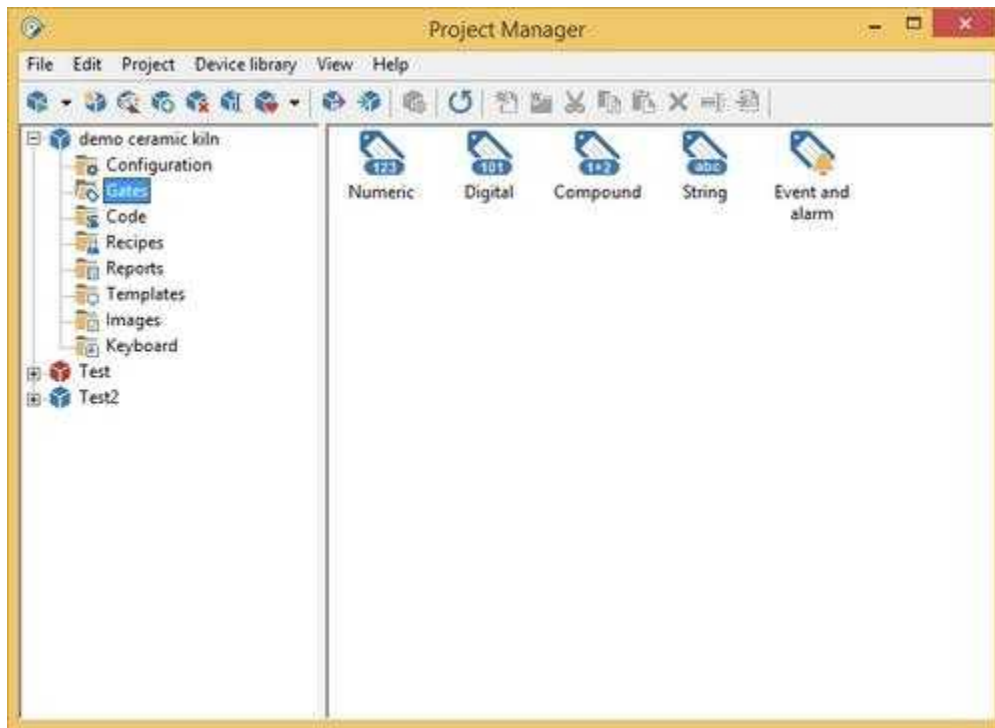 Project Manager
File Edit Project Device library View Help
demo ceramic kiln
Configuration
Gates
Code
Recipes
Reports
Templates
Images
Keyboard
Test
Test2
123 101 1+2 abc
Numeric Digital Compound String Event and
alarm